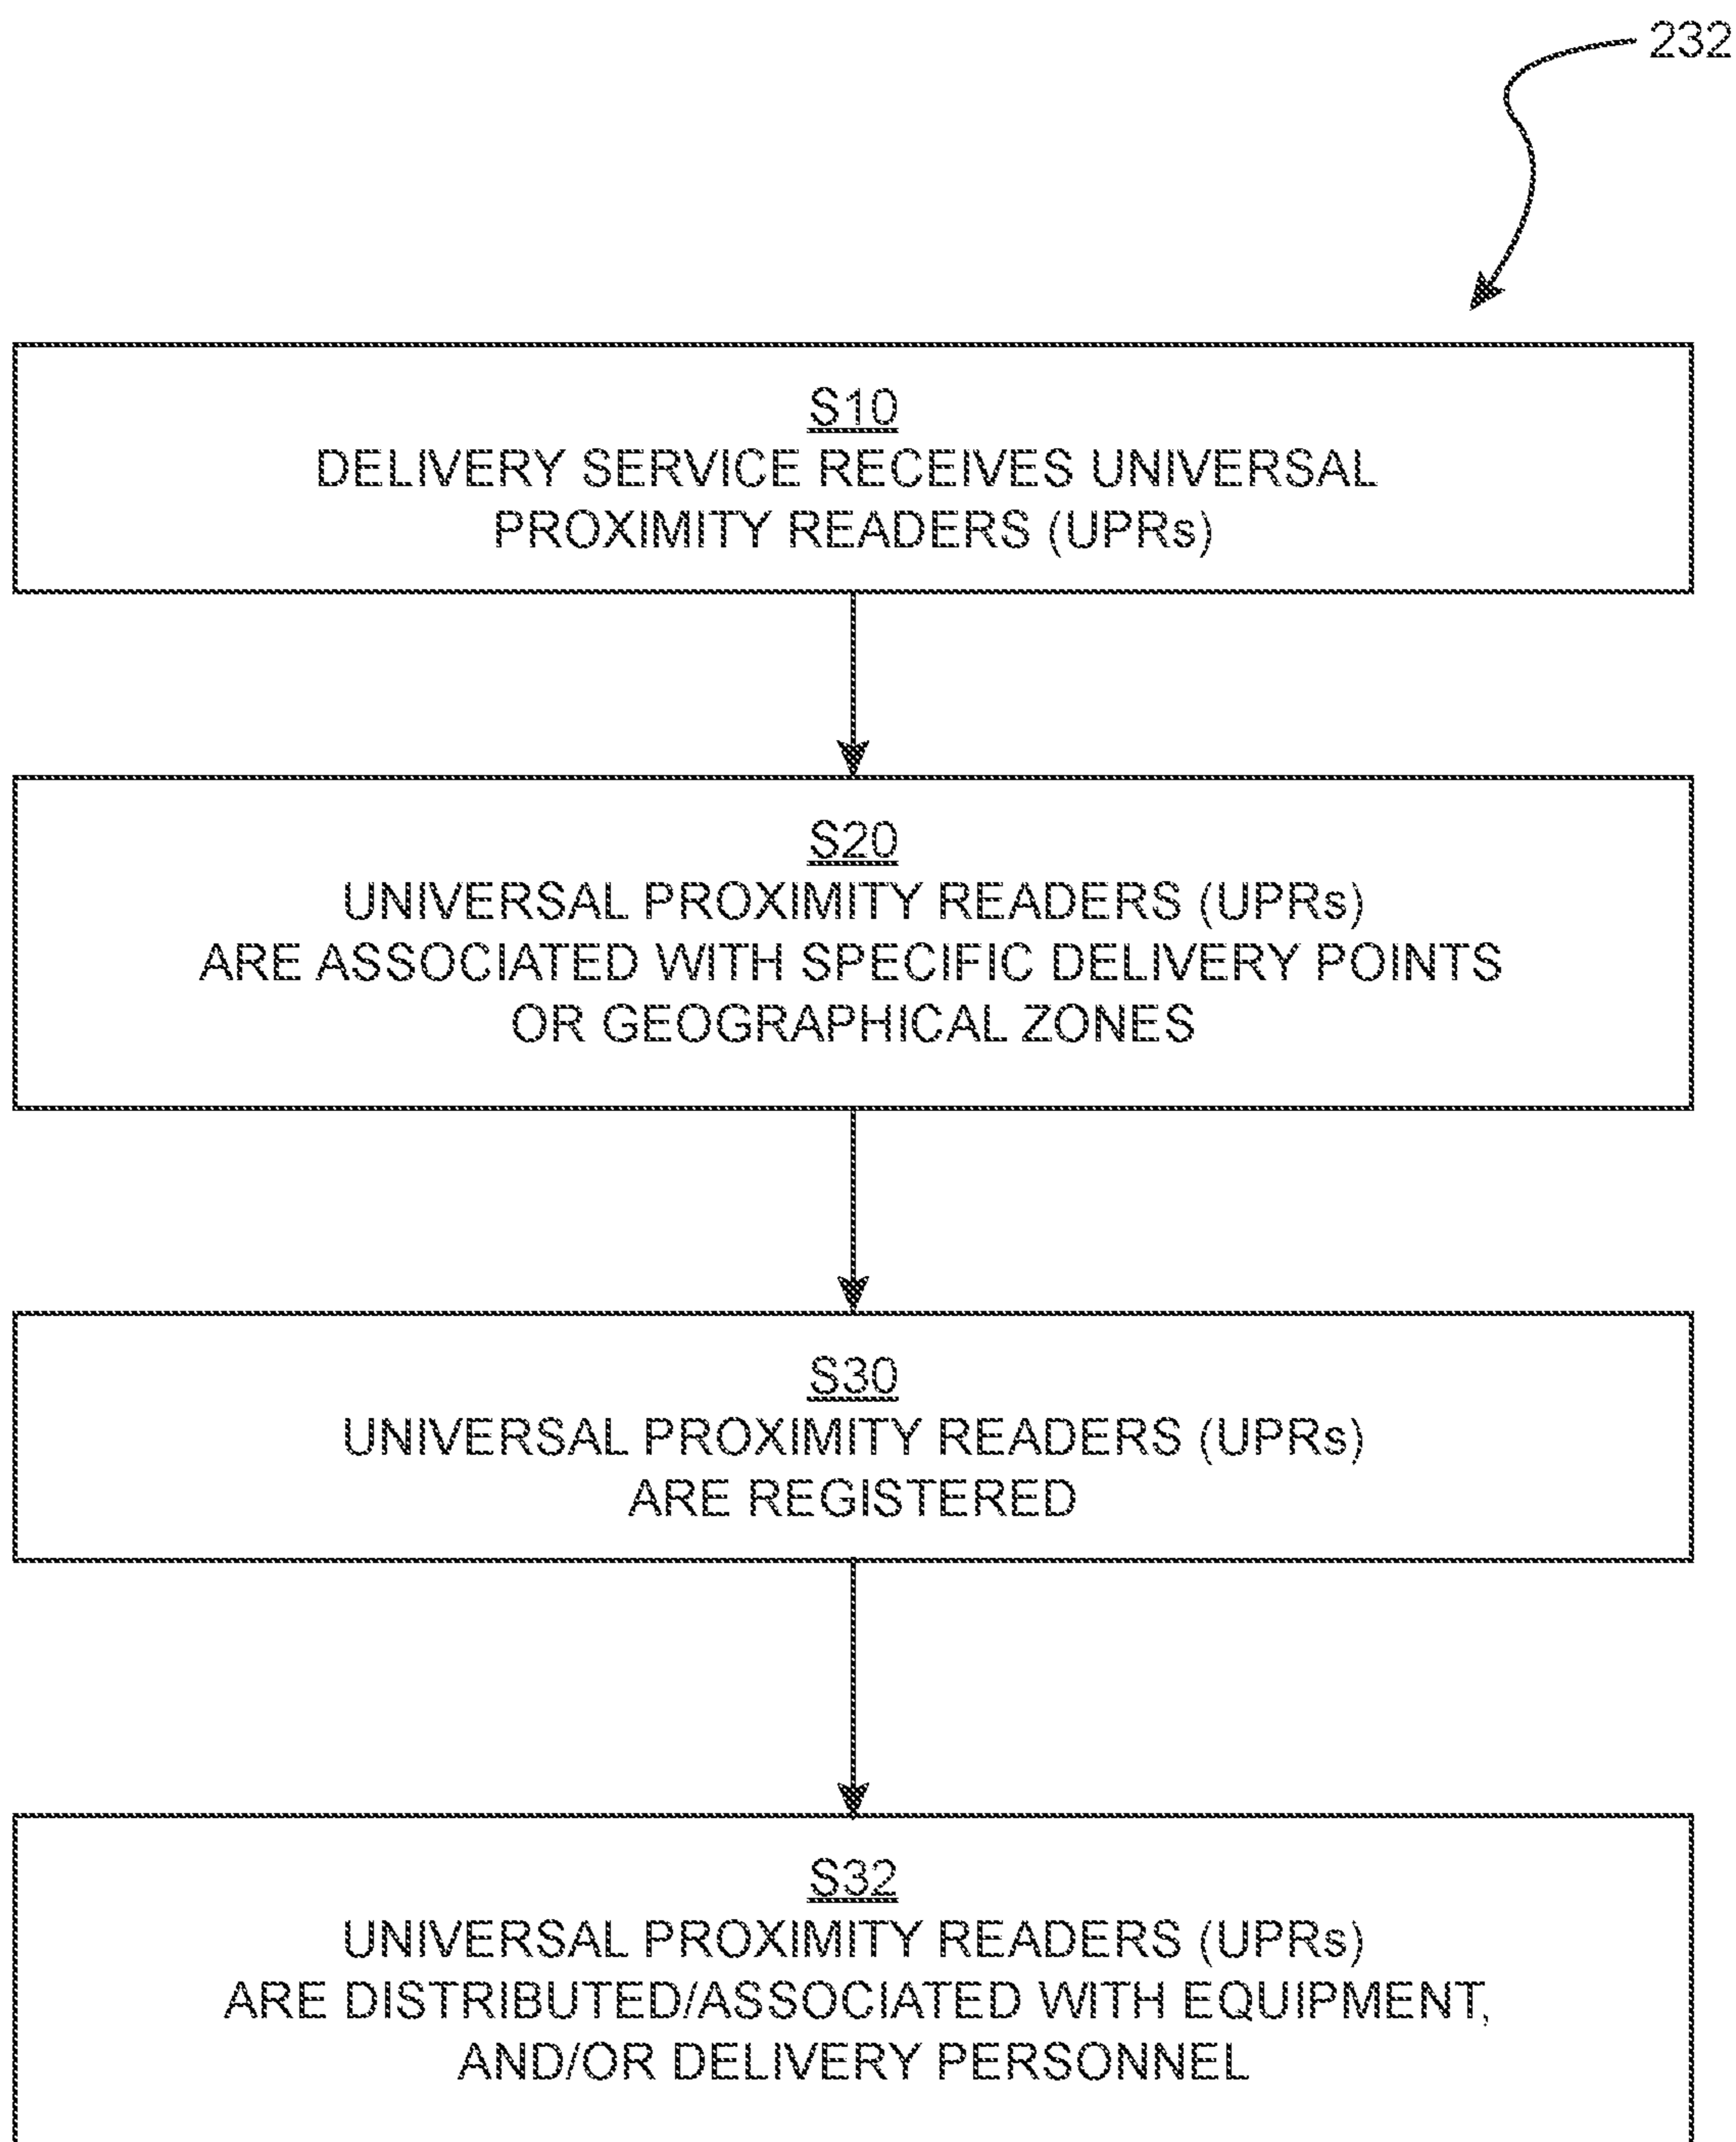 232
S10
DELIVERY SERVICE RECEIVES UNIVERSAL
PROXIMITY READERS (UPRs)
S20
UNIVERSAL PROXIMITY READERS (UPRs)
ARE ASSOCIATED WITH SPECIFIC DELIVERY POINTS
OR GEOGRAPHICAL ZONES
S30
UNIVERSAL PROXIMITY READERS (UPRs)
ARE REGISTERED
S32
UNIVERSAL PROXIMITY READERS (UPRs)
ARE DISTRIBUTED/ASSOCIATED WITH EQUIPMENT,
AND/OR DELIVERY PERSONNEL